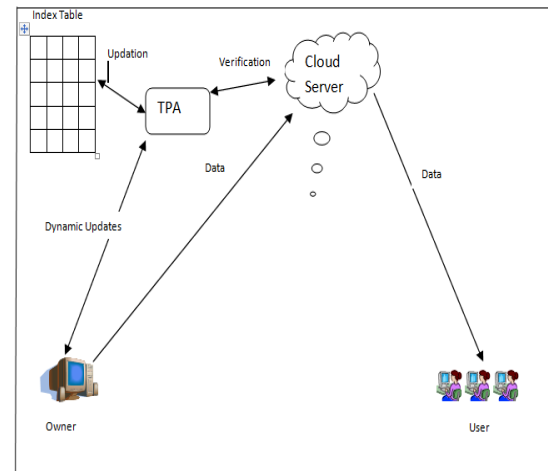 Index Table
Updation
Verification
Cloud
Server
TPA
Data
Data
Dynamic Updates
Owner
User